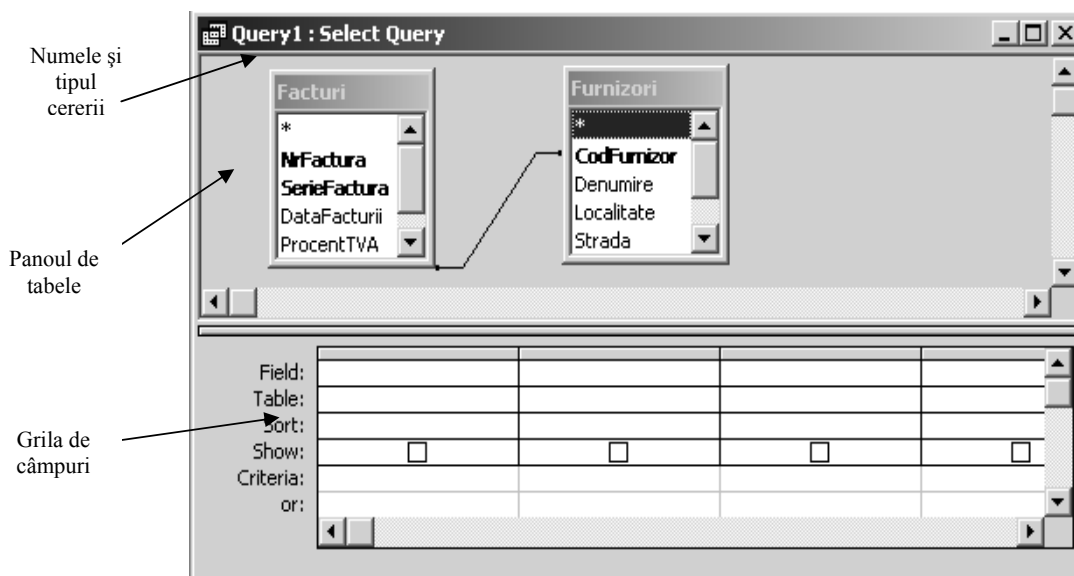 Query1 : Select Query
Numele şi
tipul
cererii
Facturi
*
NrFactura
SerieFactura
DataFacturii
ProcentTVA
Furnizori
*
CodFurnizor
Denumire
Localitate
Strada
Panoul de
tabele
Field:
Table:
Sort:
Show:
Criteria:
or:
Grila de
câmpuri